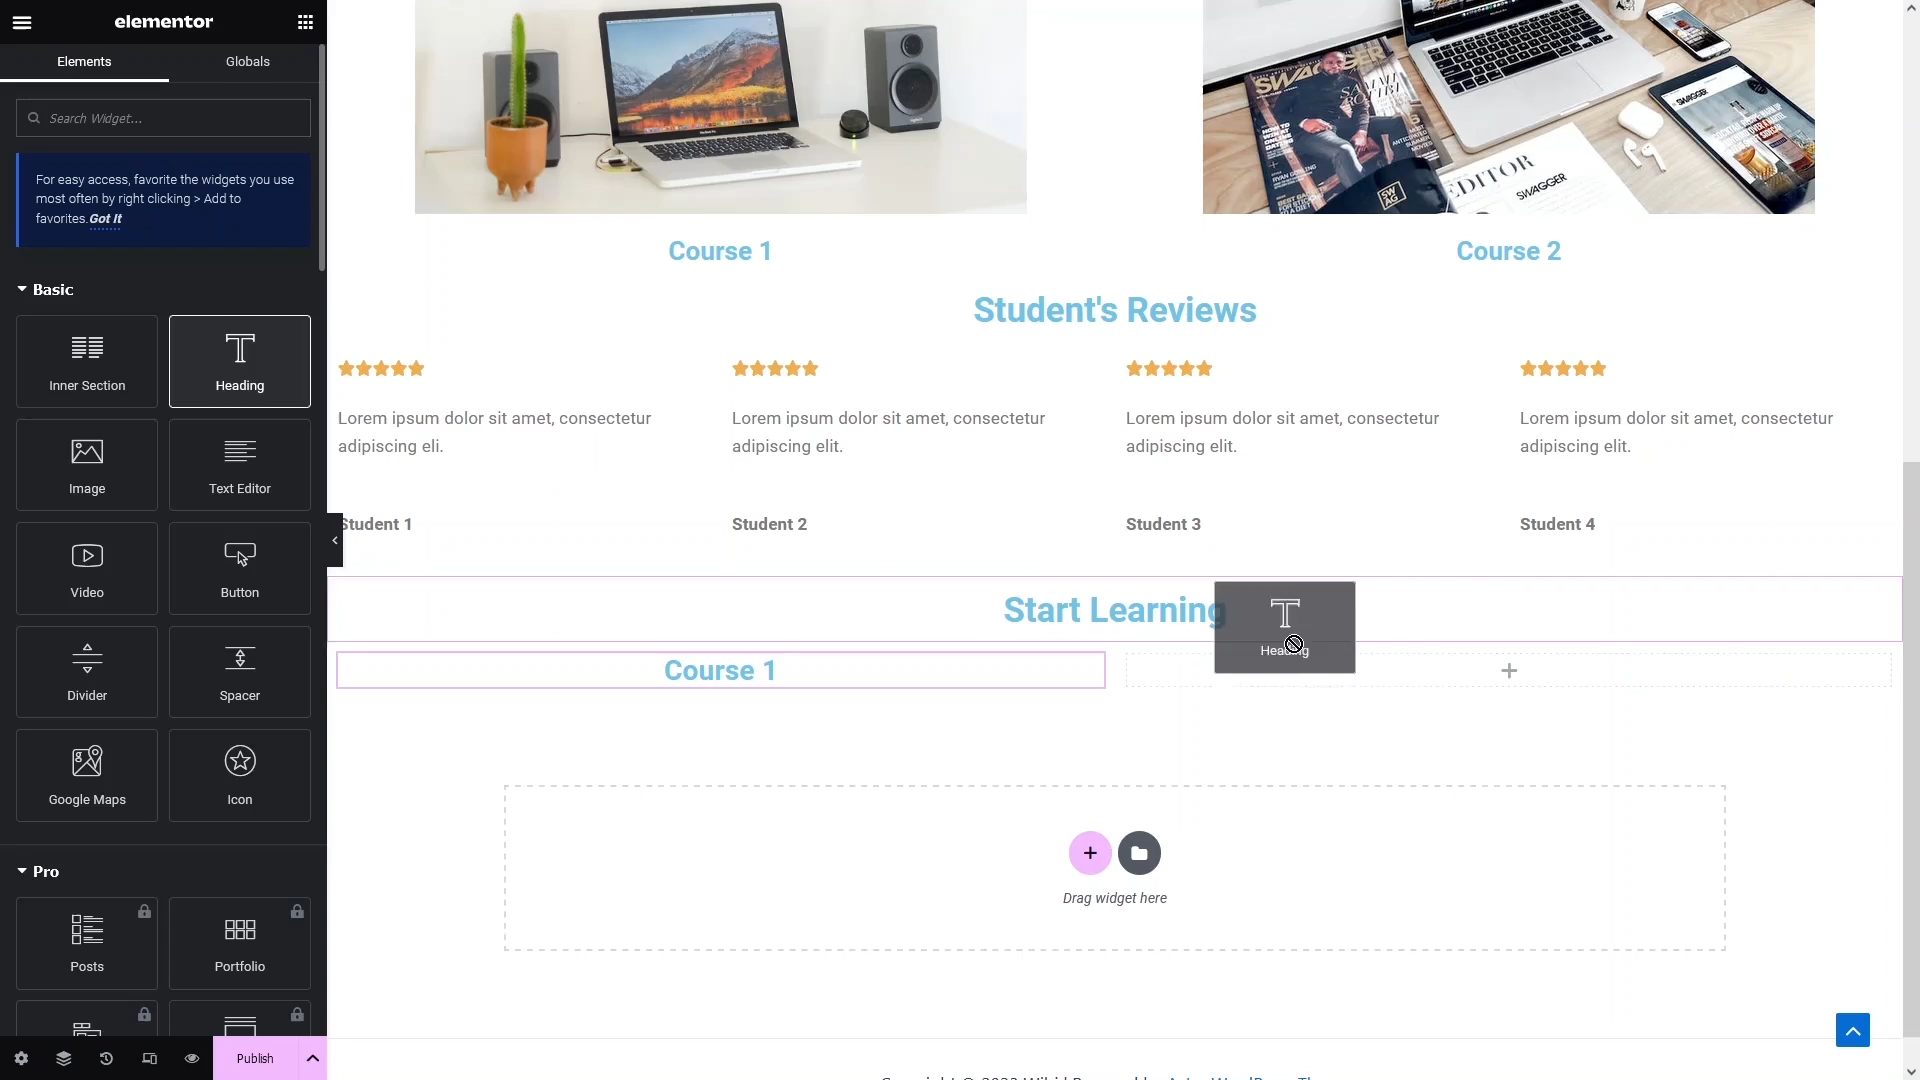 elementor
Elements
Globals
Search Widget...
For easy access, favorite the widgets you use
most often by right clicking > Add to
favorites. Got It
Basic
Inner Section
Heading
Image
Text Editor
Video
Button
Divider
Spacer
Google Maps
Icon
Pro
Posts
Portfolio
Publish
SWAGGER
EDITOR
SWAGGER
Course 1
Course 2
Student's Reviews
Lorem ipsum dolor sit amet, consectetur
adipiscing eli.
Lorem ipsum dolor sit amet, consectetur
adipiscing elit.
Lorem ipsum dolor sit amet, consectetur
adipiscing elit.
Lorem ipsum dolor sit amet, consectetur
adipiscing elit.
Student 1
Student 2
Student 3
Student 4
Start Learning
Heading
Course 1
Drag widget here